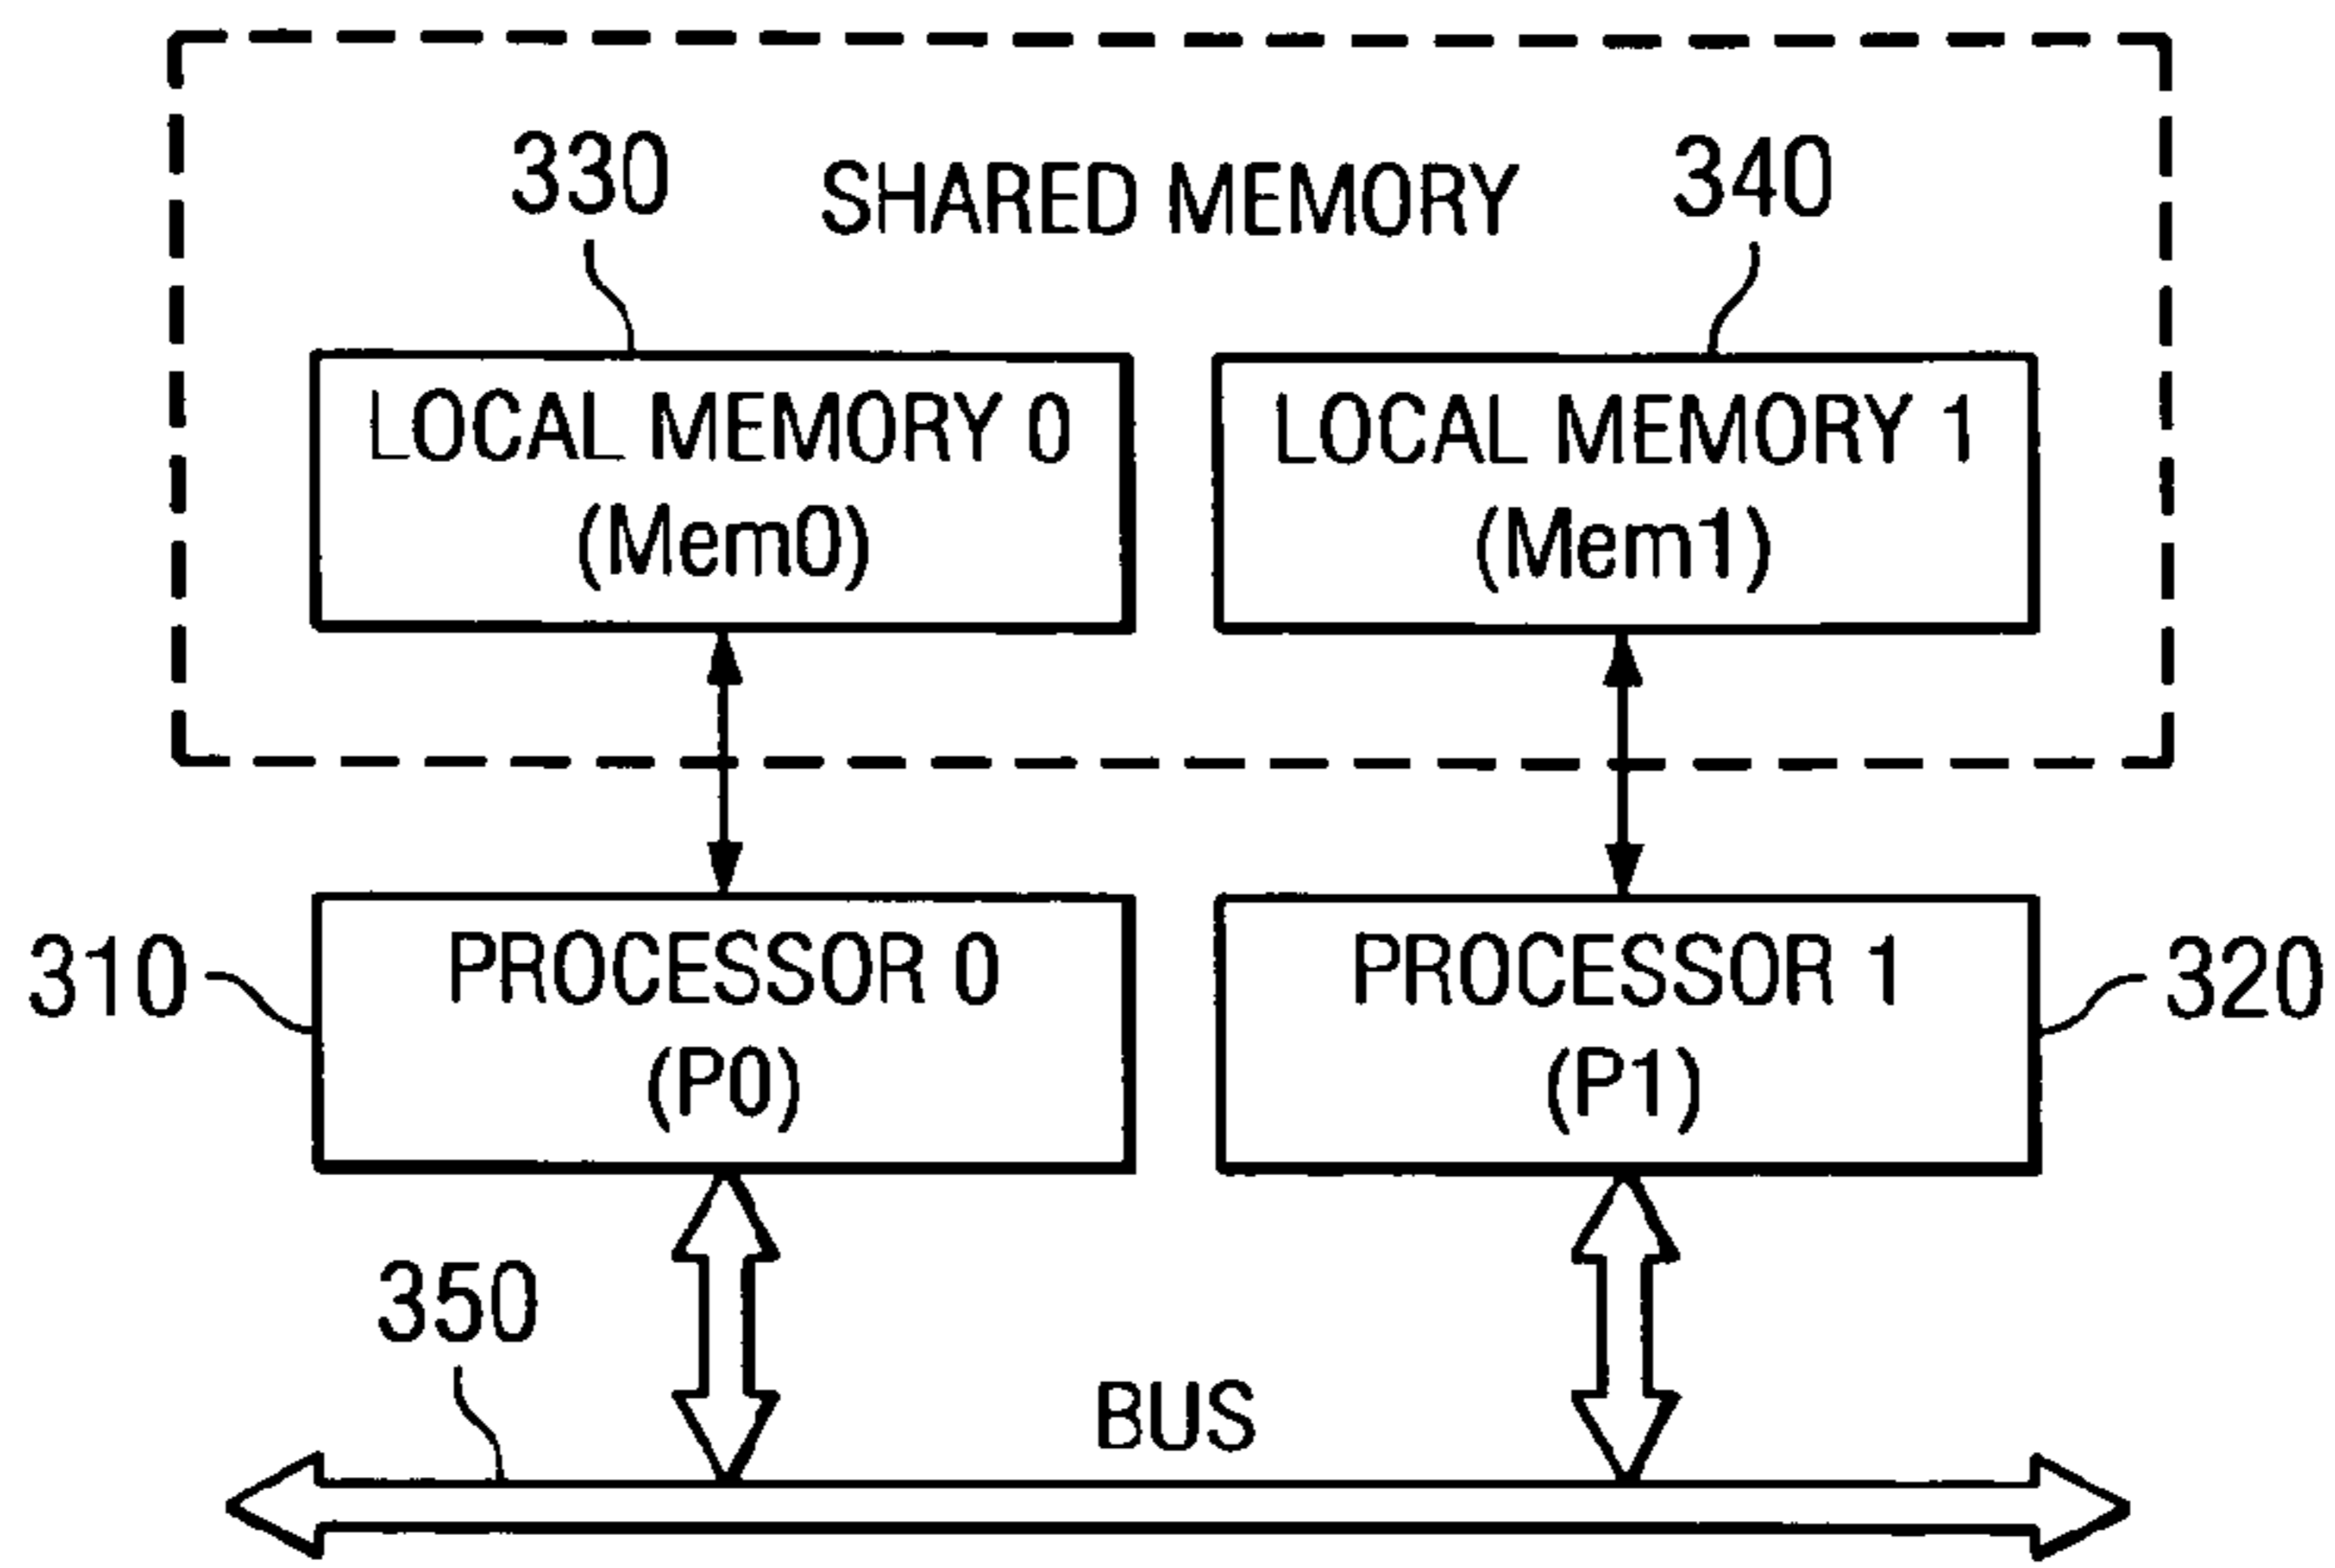 330
SHARED MEMORY
340
LOCAL MEMORY 0
(Mem0)
LOCAL MEMORY 1
(Mem1)
310
PROCESSOR 0
(P0)
PROCESSOR 1
(P1)
320
350
BUS